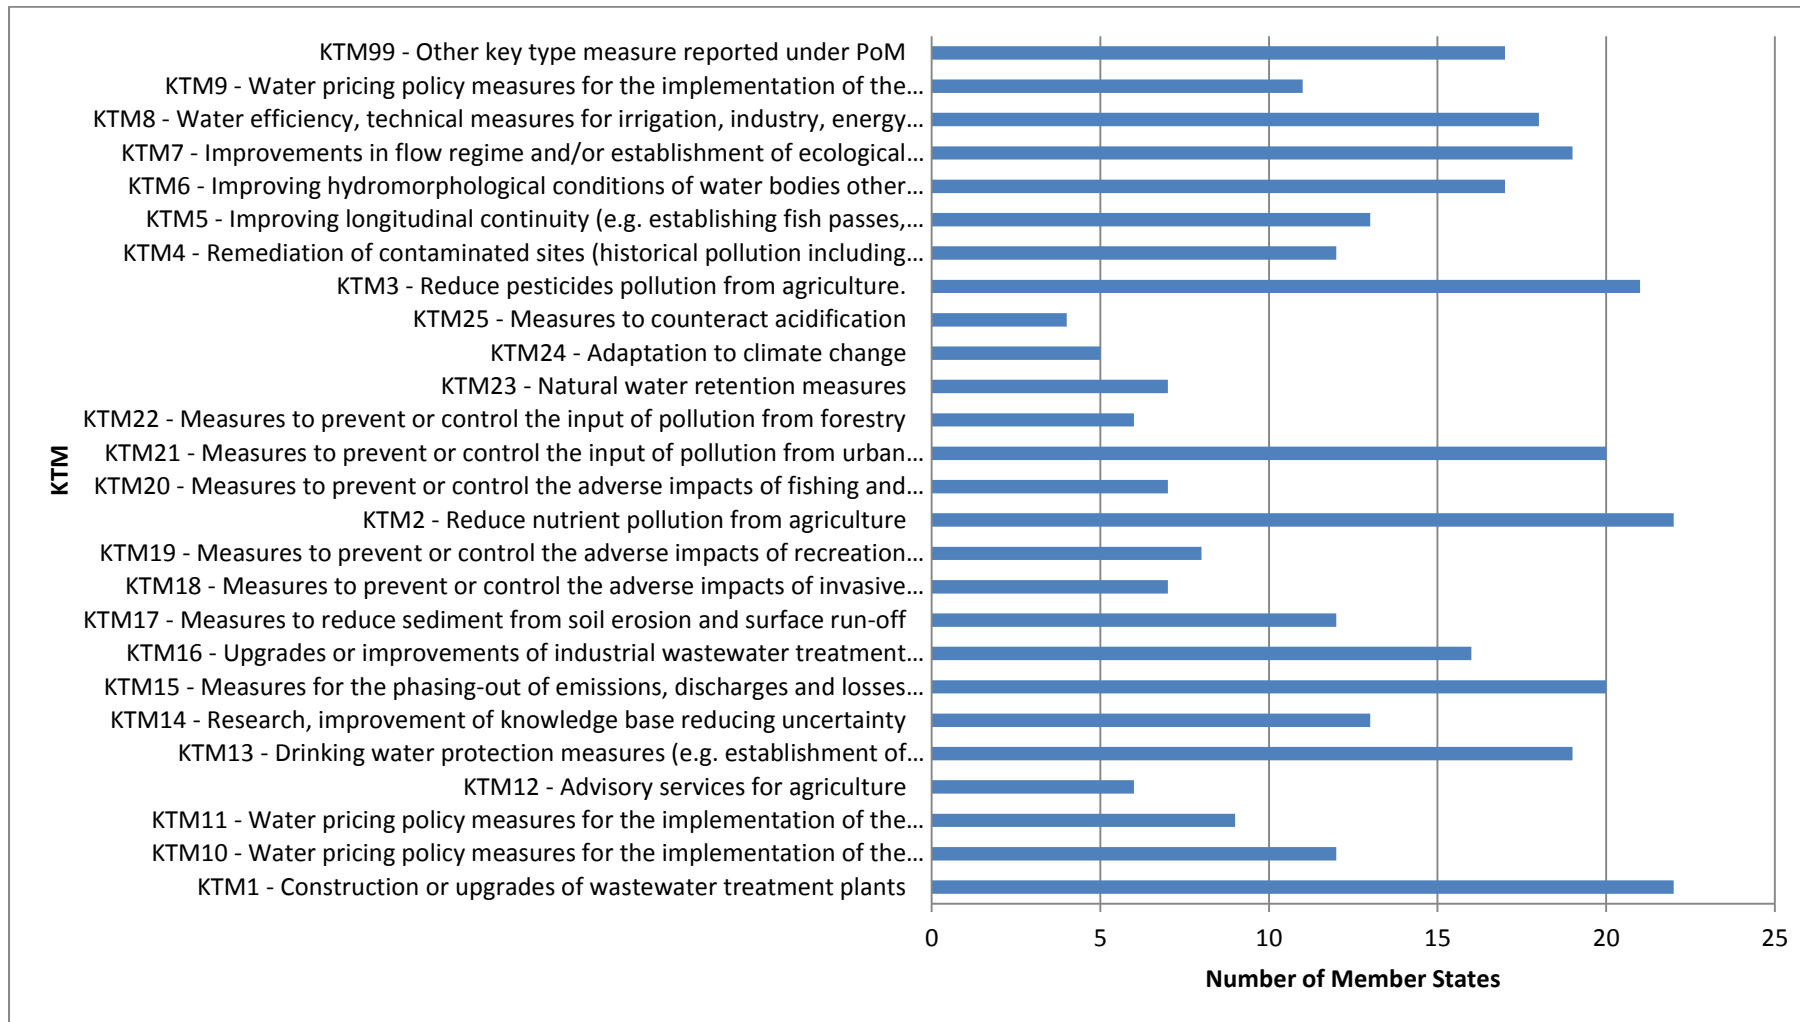 KTM99 - Other key type measure reported under PoM
KTM9 - Water pricing policy measures for the implementation of the…
KTM8 - Water efficiency, technical measures for irrigation, industry, energy…
KTM7 - Improvements in flow regime and/or establishment of ecological…
KTM6 - Improving hydromorphological conditions of water bodies other…
KTM5 - Improving longitudinal continuity (e.g. establishing fish passes,…
KTM4 - Remediation of contaminated sites (historical pollution including…
KTM3 - Reduce pesticides pollution from agriculture.
KTM25 - Measures to counteract acidification
KTM24 - Adaptation to climate change
KTM23 - Natural water retention measures
KTM22 - Measures to prevent or control the input of pollution from forestry
KTM21 - Measures to prevent or control the input of pollution from urban…
KTM20 - Measures to prevent or control the adverse impacts of fishing and…
KTM2 - Reduce nutrient pollution from agriculture
KTM19 - Measures to prevent or control the adverse impacts of recreation…
KTM18 - Measures to prevent or control the adverse impacts of invasive…
KTM17 - Measures to reduce sediment from soil erosion and surface run-off
KTM16 - Upgrades or improvements of industrial wastewater treatment…
KTM15 - Measures for the phasing-out of emissions, discharges and losses…
KTM14 - Research, improvement of knowledge base reducing uncertainty
KTM13 - Drinking water protection measures (e.g. establishment of…
KTM12 - Advisory services for agriculture
KTM11 - Water pricing policy measures for the implementation of the…
KTM10 - Water pricing policy measures for the implementation of the…
KTM1 - Construction or upgrades of wastewater treatment plants
KTM
0 5 10 15 20 25
Number of Member States